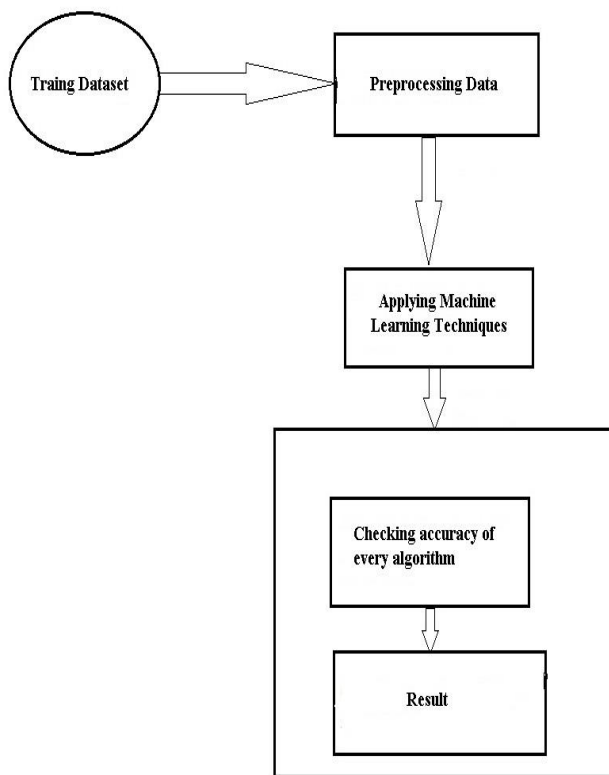 Traing Dataset
Preprocessing Data
Applying Machine
Learning Techniques
Checking accuracy of
every algorithm
Result